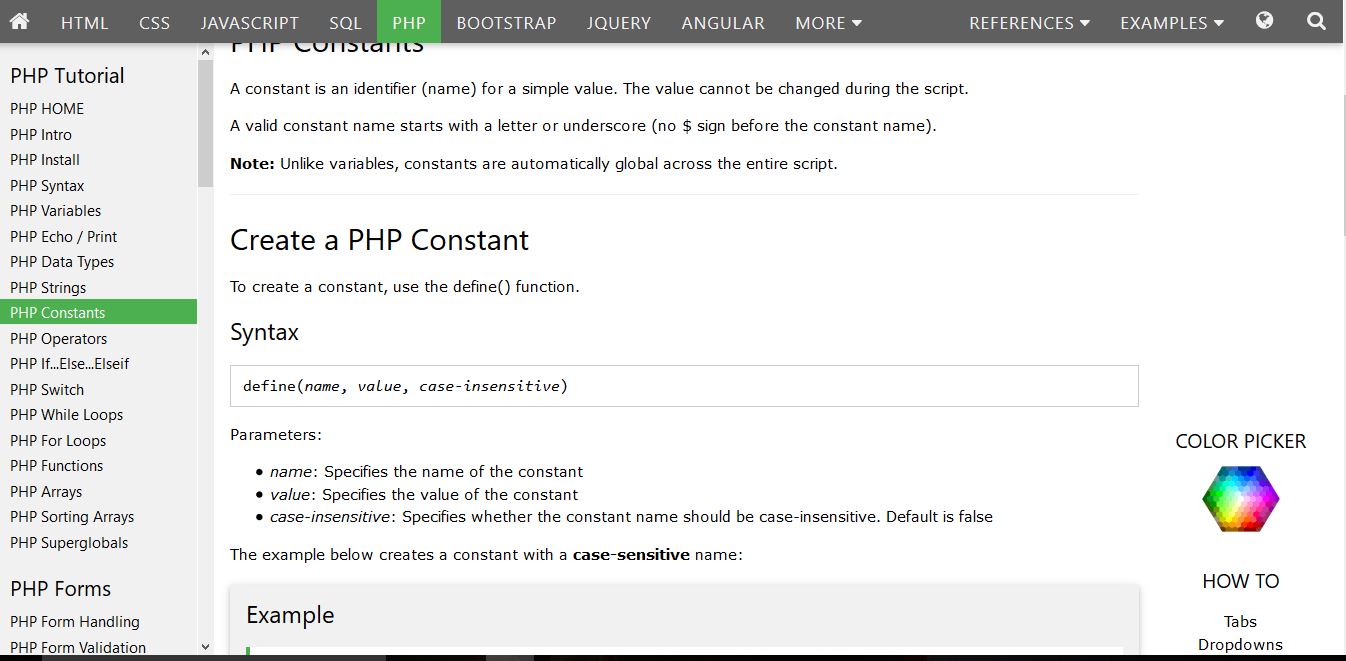 HTML CSS JAVASCRIPT SQL PHP BOOTSTRAP JQUERY ANGULAR MORE REFERENCES EXAMPLES
PHP Tutorial
PHP HOME
PHP Intro
PHP Install
PHP Syntax
PHP Variables
PHP Echo / Print
PHP Data Types
PHP Strings
PHP Constants
PHP Operators
PHP If...Else...Elseif
PHP Switch
PHP While Loops
PHP For Loops
PHP Functions
PHP Arrays
PHP Sorting Arrays
PHP Superglobals
PHP Forms
PHP Form Handling
PHP Form Validation
PHP Constants
A constant is an identifier (name) for a simple value. The value cannot be changed during the script.
A valid constant name starts with a letter or underscore (no $ sign before the constant name).
Note: Unlike variables, constants are automatically global across the entire script.
Create a PHP Constant
To create a constant, use the define() function.
Syntax
define(name, value, case-insensitive)
Parameters:
• name: Specifies the name of the constant
• value: Specifies the value of the constant
• case-insensitive: Specifies whether the constant name should be case-insensitive. Default is false
The example below creates a constant with a case-sensitive name:
Example
COLOR PICKER
HOW TO
Tabs
Dropdowns